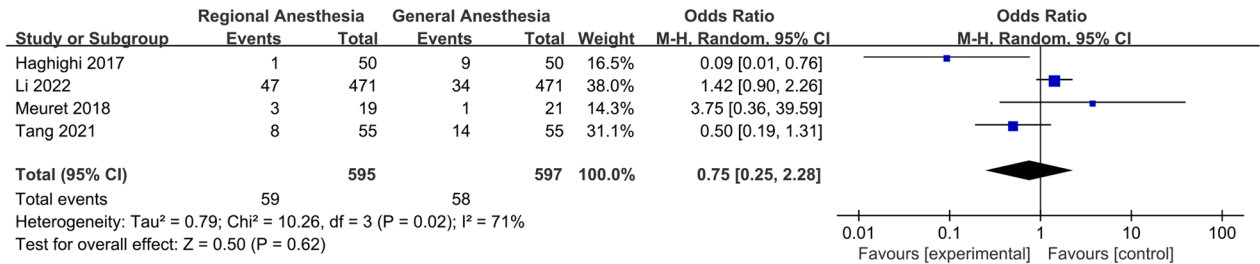 Regional Anesthesia General Anesthesia Odds Ratio Odds Ratio
Study or Subgroup Events Total Events Total Weight M-H, Random, 95% CI M-H, Random, 95% CI
Haghighi 2017 1 50 9 50 16.5% 0.09 [0.01, 0.76]
Li 2022 47 471 34 471 38.0% 1.42 [0.90, 2.26]
Meuret 2018 3 19 1 21 14.3% 3.75 [0.36, 39.59]
Tang 2021 8 55 14 55 31.1% 0.50 [0.19, 1.31]
Total (95% CI) 595 597 100.0% 0.75 [0.25, 2.28]
Total events 59 58
Heterogeneity: Tau² = 0.79; Chi² = 10.26, df = 3 (P = 0.02); I² = 71%
Test for overall effect: Z = 0.50 (P = 0.62)
0.01 0.1 1 10 100
Favours [experimental] Favours [control]